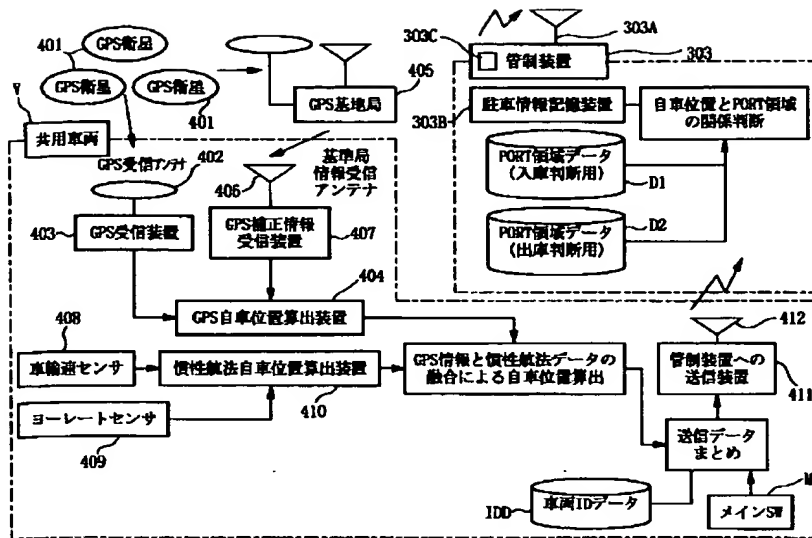 401
GPS衛星
GPS衛星
GPS衛星
401
V
共用車両
GPS受信アンテナ
402
403
GPS受信装置
GPS基地局
405
基準局
情報受信
アンテナ
406
GPS補正情報
受信装置
407
404
GPS自車位置算出装置
408
車輪速センサ
慣性航法自車位置算出装置
410
ヨーレートセンサ
409
GPS情報と慣性航法データの
融合による自車位置算出
303C
303A
管制装置
303
駐車情報記憶装置
303B
自車位置とPORT領域
の関係判断
PORT領域データ
(入庫判断用)
D1
PORT領域データ
(出庫判断用)
D2
412
管制装置への
送信装置
411
送信データ
まとめ
IDD
車両IDデータ
メインSW